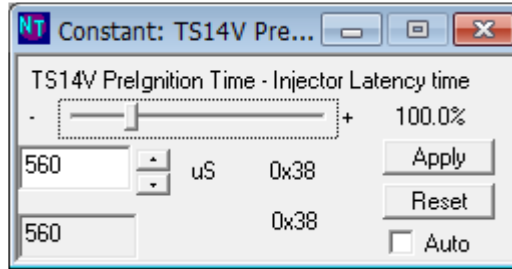 NT Constant: TS14V Pre...
TS14V PreIgnition Time - Injector Latency time
- + 100.0%
560 uS 0x38 Apply
560 0x38 Reset
Auto